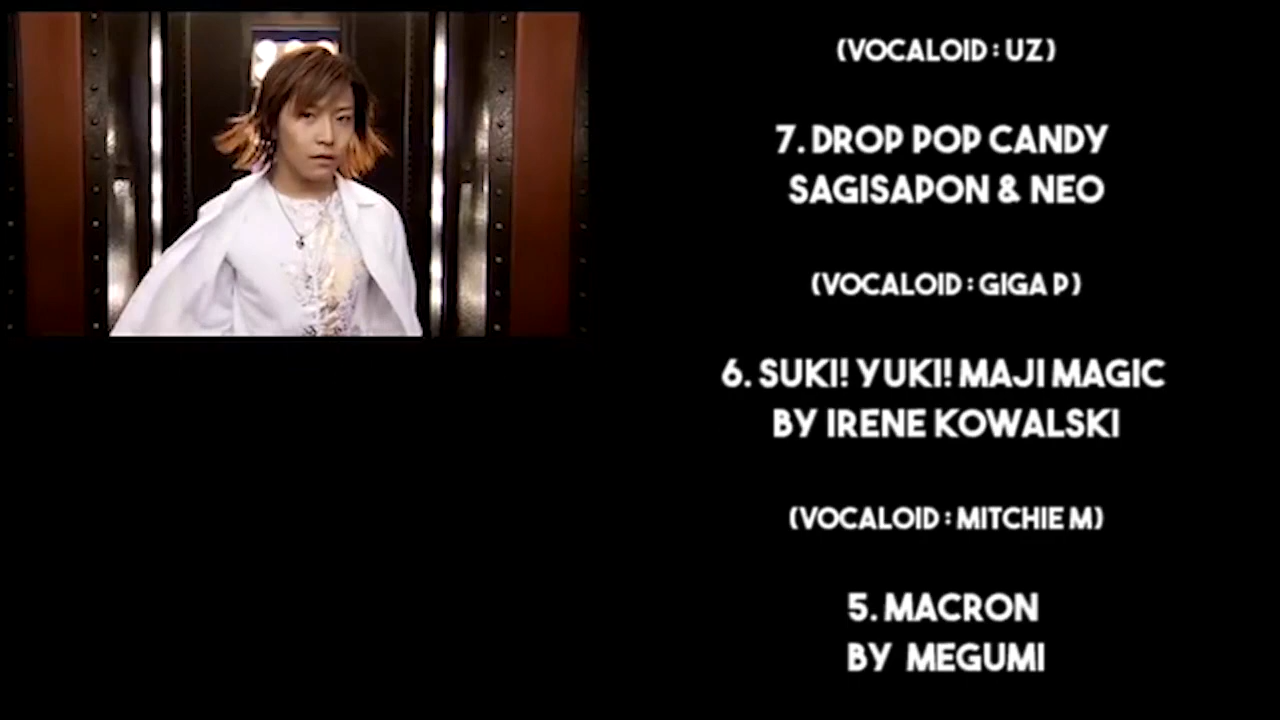 (VOCALOID : UZ)
7. DROP POP CANDY
SAGISAPON & NEO
(VOCALOID : GIGA P)
6. SUKI! YUKI! MAJI MAGIC
BY IRENE KOWALSKI
(VOCALOID : MITCHIE M)
5. MACRON
BY MEGUMI